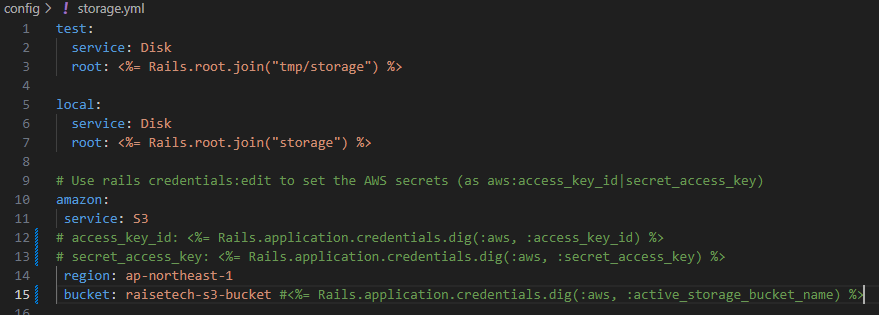 config > ! storage.yml
1 test:
2 service: Disk
3 root: <%= Rails.root.join("tmp/storage") %>
4
5 local:
6 service: Disk
7 root: <%= Rails.root.join("storage") %>
8
9 # Use rails credentials:edit to set the AWS secrets (as aws:access_key_id|secret_access_key)
10 amazon:
11 service: S3
12 # access_key_id: <%= Rails.application.credentials.dig(:aws, :access_key_id) %>
13 # secret_access_key: <%= Rails.application.credentials.dig(:aws, :secret_access_key) %>
14 region: ap-northeast-1
15 bucket: raisetech-s3-bucket #<%= Rails.application.credentials.dig(:aws, :active_storage_bucket_name) %>
16